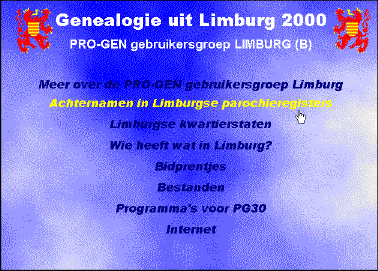 Genealogie uit Limburg 2000
PRO-GEN gebruikersgroep LIMBURG (B)
Meer over de PRO-GEN gebruikersgroep Limburg
Achternamen in Limburgse parochieregisters
Limburgse kwartierstaten
Wie heeft wat in Limburg?
Bidprentjes
Bestanden
Programma's voor PG30
Internet